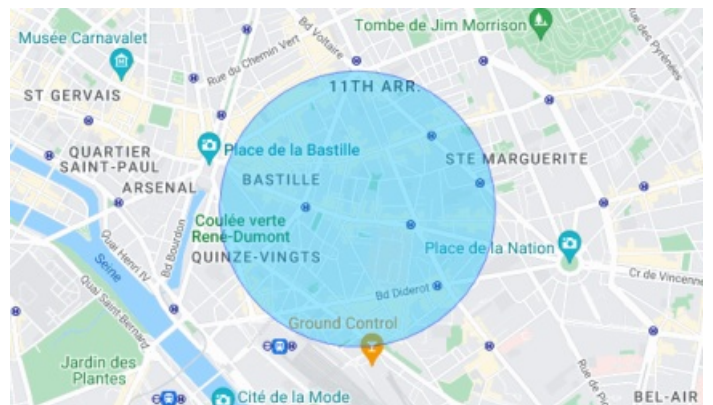 Tombe de Jim Morrison
Musée Carnavalet
Bd Voltaire
Rue du Chemin Vert
11TH ARR.
ST GERVAIS
Place de la Bastille
QUARTIER
SAINT-PAUL
STE MARGUERITE
ARSENAL
BASTILLE
Coulée verte
René-Dumont
Place de la Nation
Quai Henri IV
Bd Bourdon
QUINZE-VINGTS
Seine
Cr de Vincenne
Quai Saint-Bernard
Bd Diderot
Ground Control
Jardin des
Plantes
Cité de la Mode
BEL-AIR